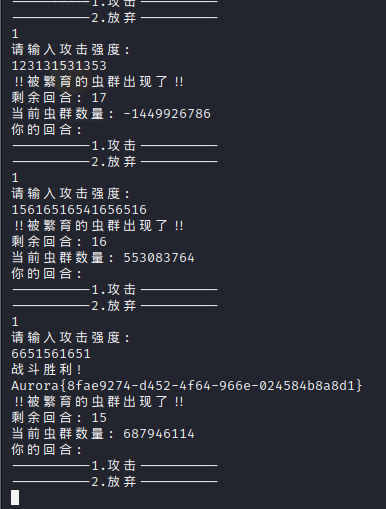 ——————————1.攻击——————————
——————————2.放弃——————————
1
请输入攻击强度:
123131531353
!!被繁育的虫群出现了!!
剩余回合: 17
当前虫群数量: -1449926786
你的回合:
——————————1.攻击——————————
——————————2.放弃——————————
1
请输入攻击强度:
15616516541656516
!!被繁育的虫群出现了!!
剩余回合: 16
当前虫群数量: 553083764
你的回合:
——————————1.攻击——————————
——————————2.放弃——————————
1
请输入攻击强度:
6651561651
战斗胜利!
Aurora{8fae9274-d452-4f64-966e-024584b8a8d1}
!!被繁育的虫群出现了!!
剩余回合: 15
当前虫群数量: 687946114
你的回合:
——————————1.攻击——————————
——————————2.放弃——————————